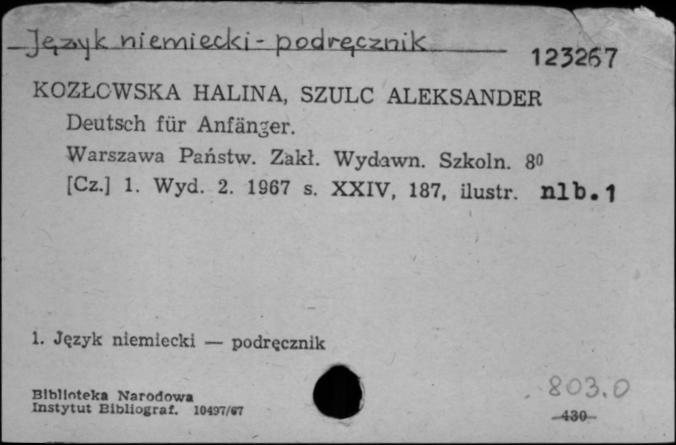 Język niemiecki - podręcznik
123267
KOZŁOWSKA HALINA, SZULC ALEKSANDER
Deutsch für Anfänger.
Warszawa Państw. Zakł. Wydawn. Szkoln. 8⁰
[Cz.] 1. Wyd. 2. 1967 s. XXIV, 187, ilustr. nlb.1
1. Język niemiecki — podręcznik
803.0
Biblioteka Narodowa
Instytut Bibliograf. 10497/67
430